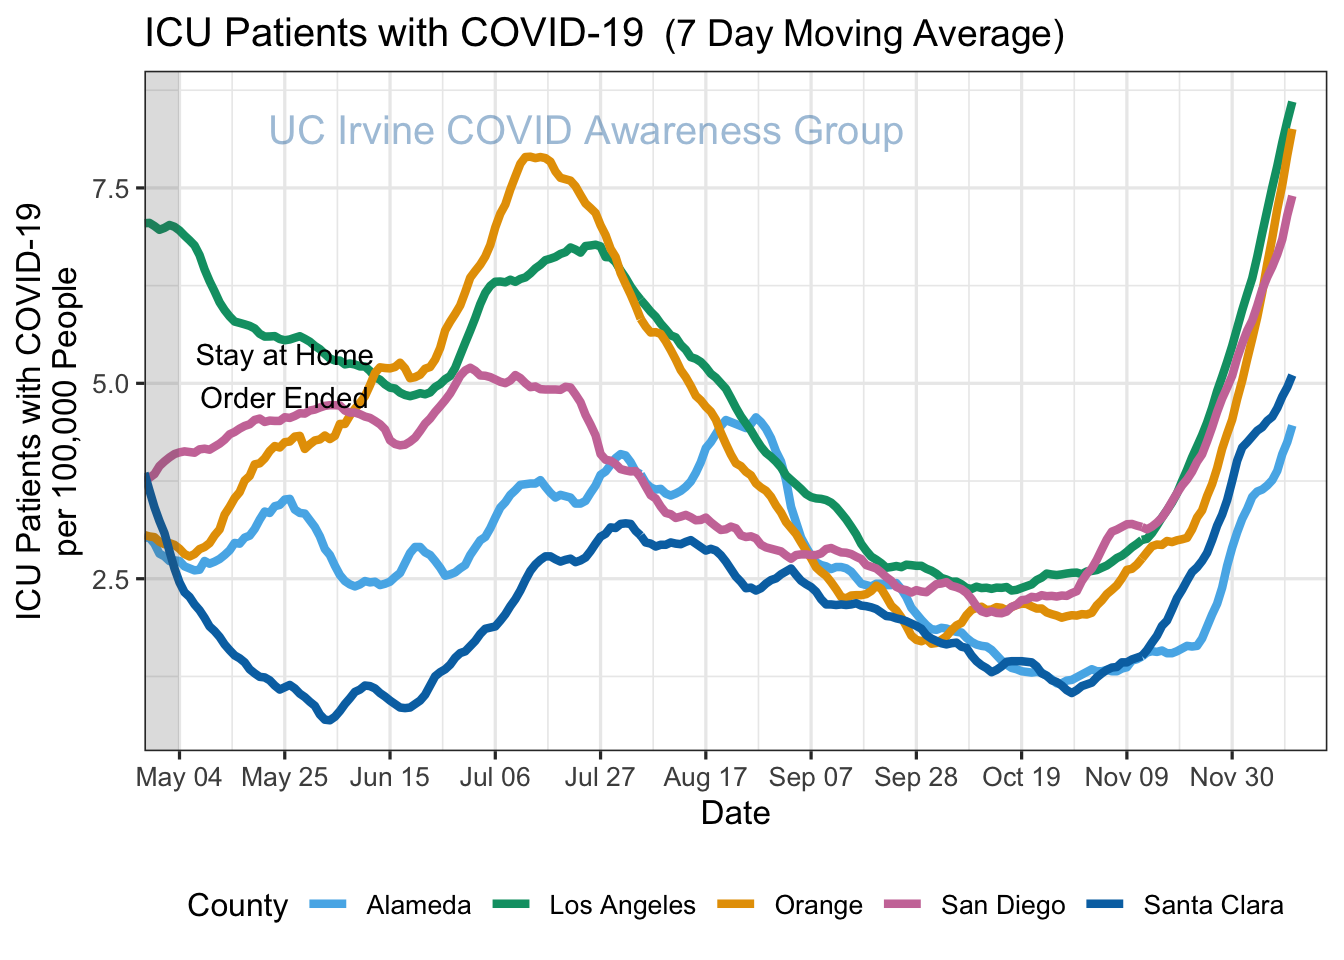 ICU Patients with COVID-19  (7 Day Moving Average)
UC Irvine COVID Awareness Group
ICU Patients with COVID-19
per 100,000 People
7.5
5.0
2.5
Stay at Home
Order Ended
May 04 May 25 Jun 15 Jul 06 Jul 27 Aug 17 Sep 07 Sep 28 Oct 19 Nov 09 Nov 30
Date
County Alameda Los Angeles Orange San Diego Santa Clara